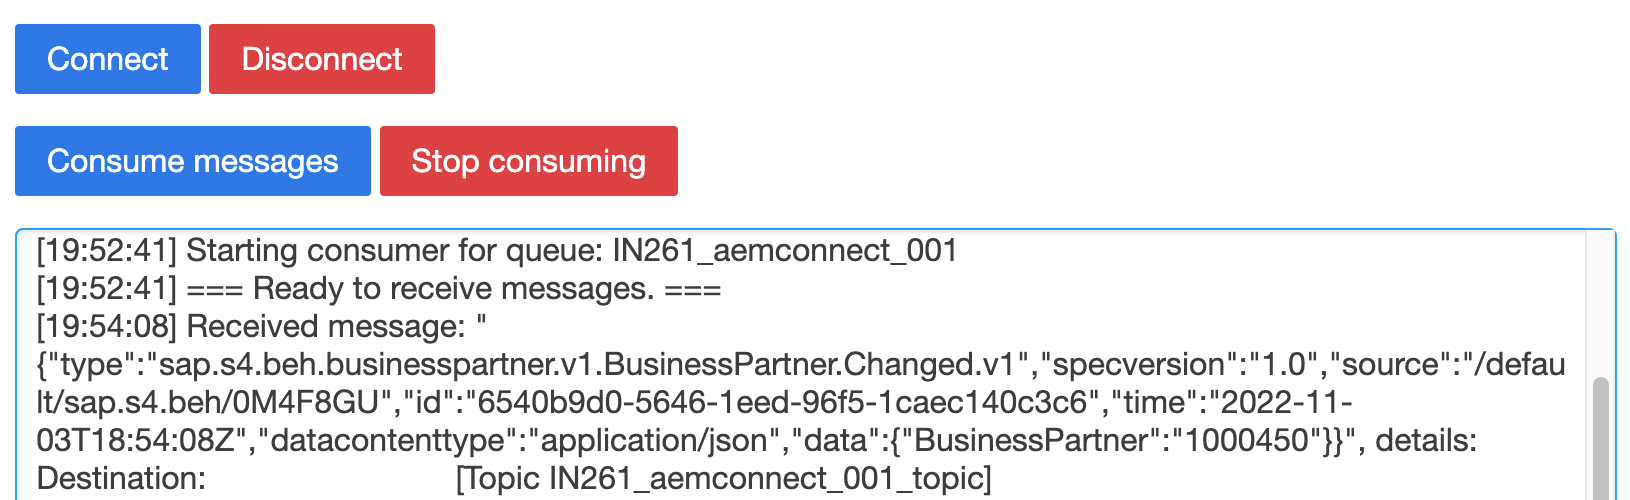 Connect Disconnect
Consume messages Stop consuming
[19:52:41] Starting consumer for queue: IN261_aemconnect_001
[19:52:41] === Ready to receive messages. ===
[19:54:08] Received message: "
{"type":"sap.s4.beh.businesspartner.v1.BusinessPartner.Changed.v1","specversion":"1.0","source":"/defau
lt/sap.s4.beh/0M4F8GU","id":"6540b9d0-5646-1eed-96f5-1caec140c3c6","time":"2022-11-
03T18:54:08Z","datacontenttype":"application/json","data":{"BusinessPartner":"1000450"}}", details:
Destination: [Topic IN261_aemconnect_001_topic]